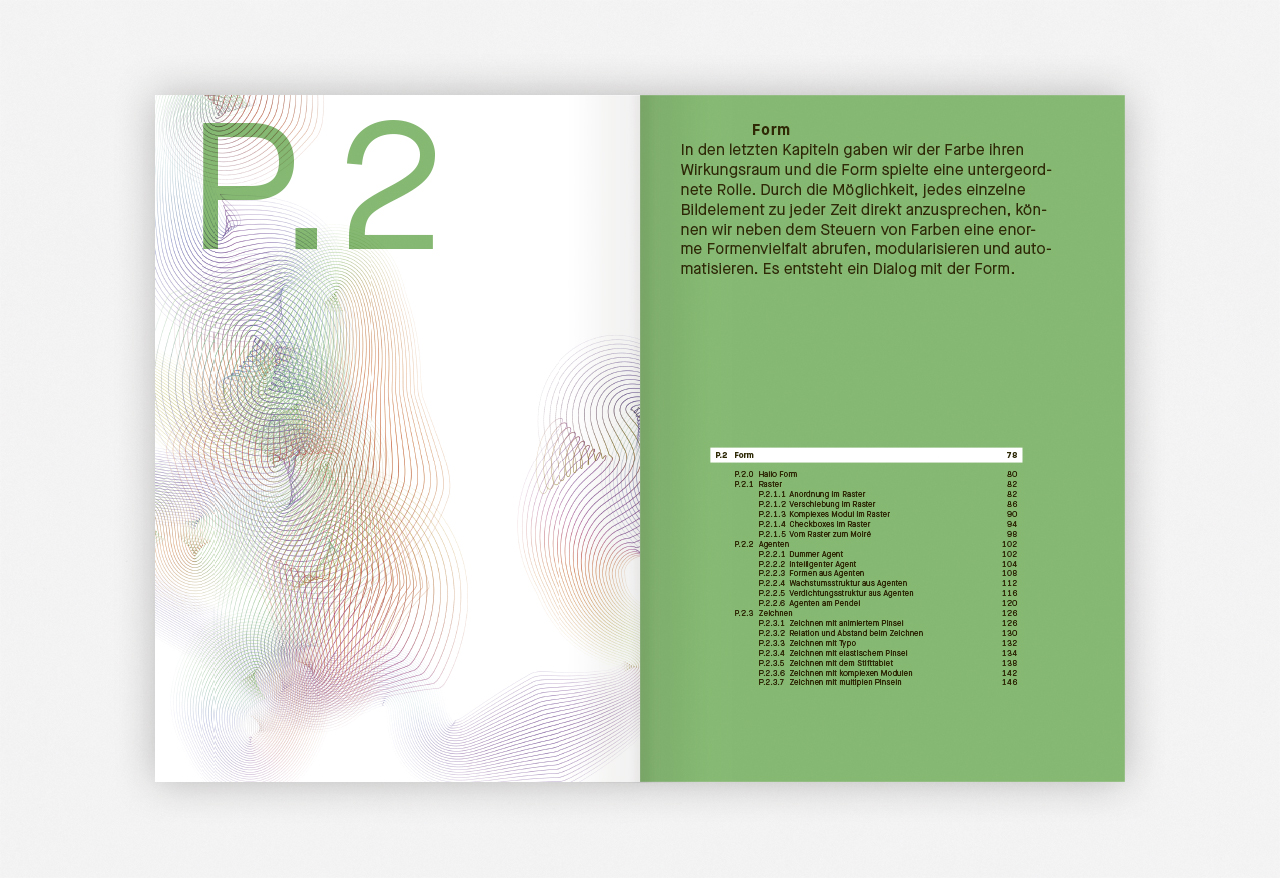 P.2
Form
In den letzten Kapiteln gaben wir der Farbe ihren
Wirkungsraum und die Form spielte eine untergeord-
nete Rolle. Durch die Möglichkeit, jedes einzelne
Bildelement zu jeder Zeit direkt anzusprechen, kön-
nen wir neben dem Steuern von Farben eine enor-
me Formenvielfalt abrufen, modularisieren und auto-
matisieren. Es entsteht ein Dialog mit der Form.
P.2 Form 78
P.2.0 Hallo Form 80
P.2.1 Raster 82
P.2.1.1 Anordnung im Raster 82
P.2.1.2 Verschiebung im Raster 86
P.2.1.3 Komplexes Modul im Raster 90
P.2.1.4 Checkboxes im Raster 94
P.2.1.5 Vom Raster zum Moiré 98
P.2.2 Agenten 102
P.2.2.1 Dummer Agent 102
P.2.2.2 Intelligenter Agent 104
P.2.2.3 Formen aus Agenten 108
P.2.2.4 Wachstumsstruktur aus Agenten 112
P.2.2.5 Verdichtungsstruktur aus Agenten 116
P.2.2.6 Agenten am Pendel 120
P.2.3 Zeichnen 126
P.2.3.1 Zeichnen mit animiertem Pinsel 126
P.2.3.2 Relation und Abstand beim Zeichnen 130
P.2.3.3 Zeichnen mit Typo 132
P.2.3.4 Zeichnen mit elastischem Pinsel 134
P.2.3.5 Zeichnen mit dem Stifttablet 138
P.2.3.6 Zeichnen mit komplexen Modulen 142
P.2.3.7 Zeichnen mit multiplen Pinseln 146